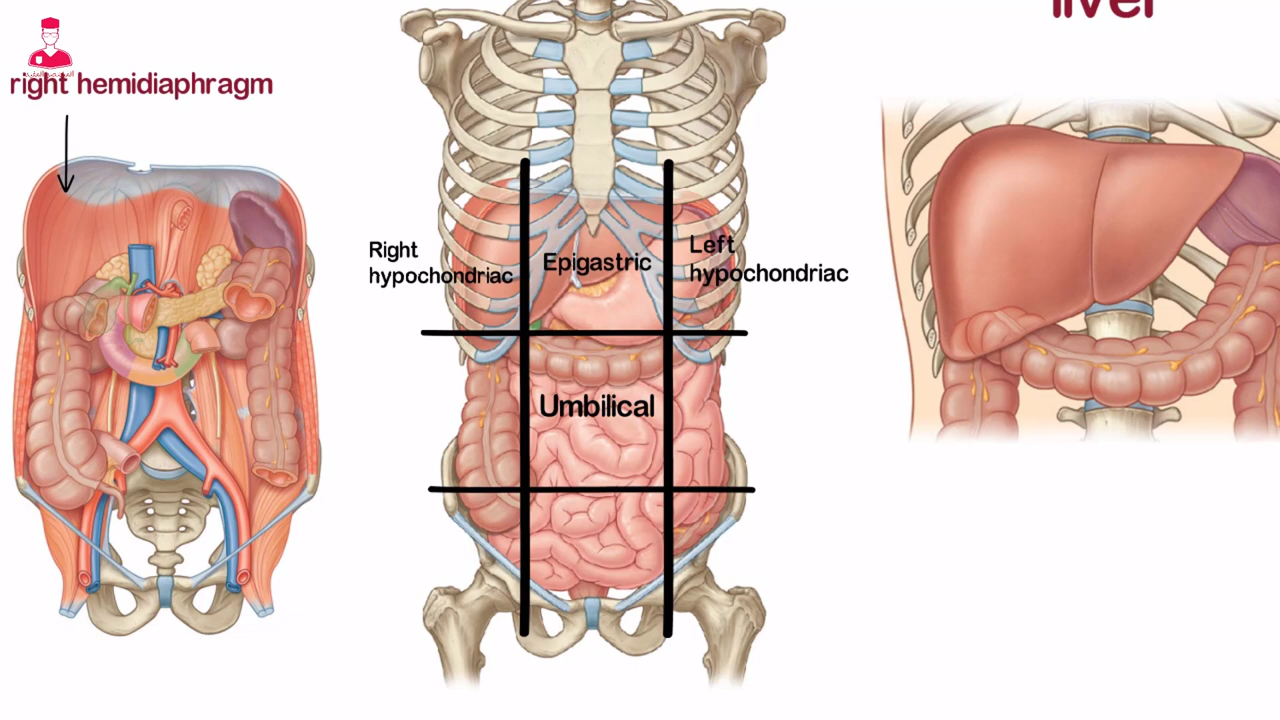 liver
right hemidiaphragm
Right
hypochondriac
Epigastric
Left
hypochondriac
Umbilical